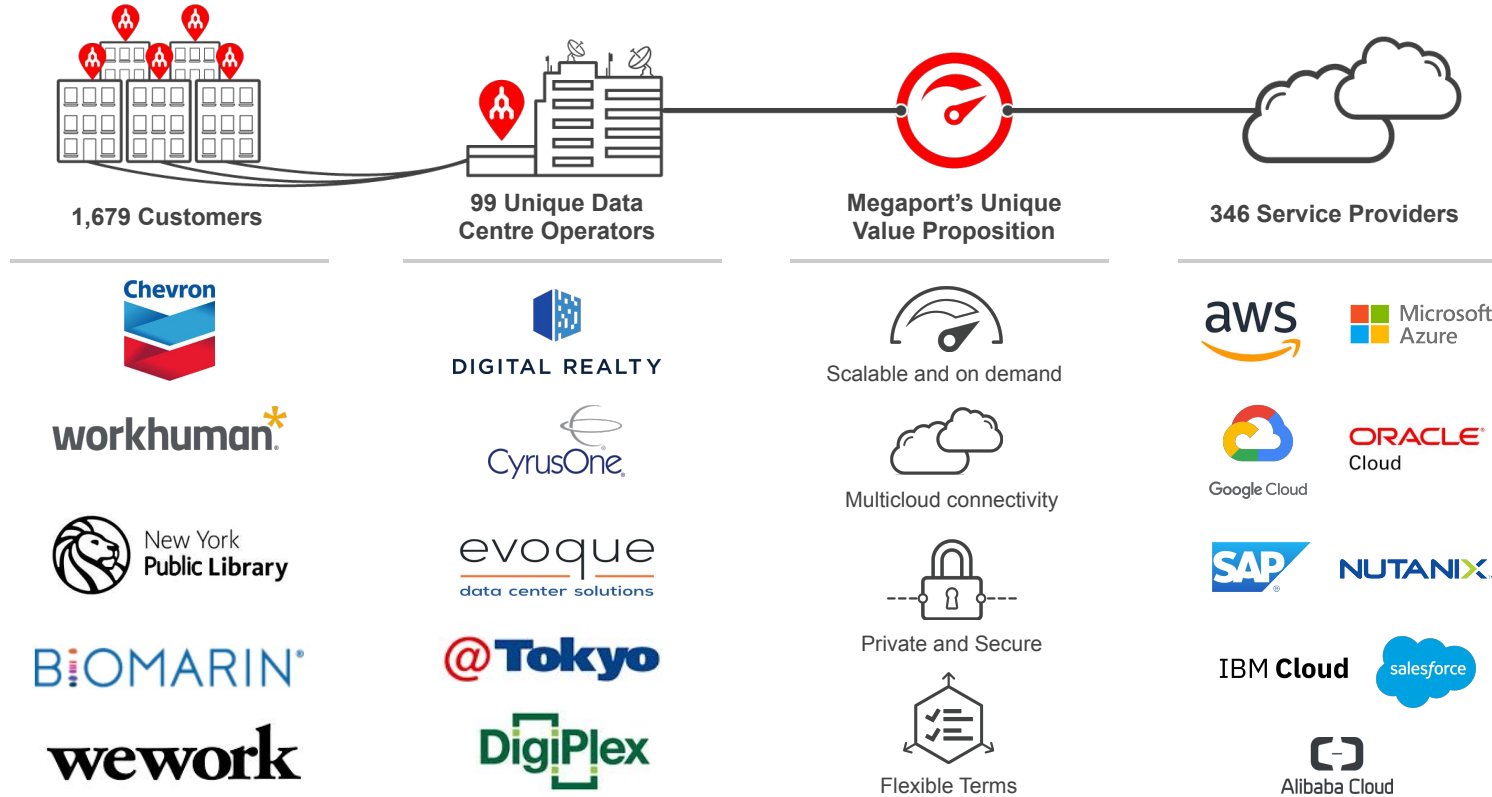 1,679 Customers
99 Unique Data
Centre Operators
Megaport's Unique
Value Proposition
346 Service Providers
Chevron
workhuman*
New York
Public Library
BiOMARIN®
wework
DIGITAL REALTY
CyrusOne®
evoque
data center solutions
@Tokyo
DigiPlex
Scalable and on demand
Multicloud connectivity
Private and Secure
Flexible Terms
aws
Microsoft
Azure
Google Cloud
ORACLE®
Cloud
SAP®
NUTANIX
IBM Cloud
salesforce
Alibaba Cloud